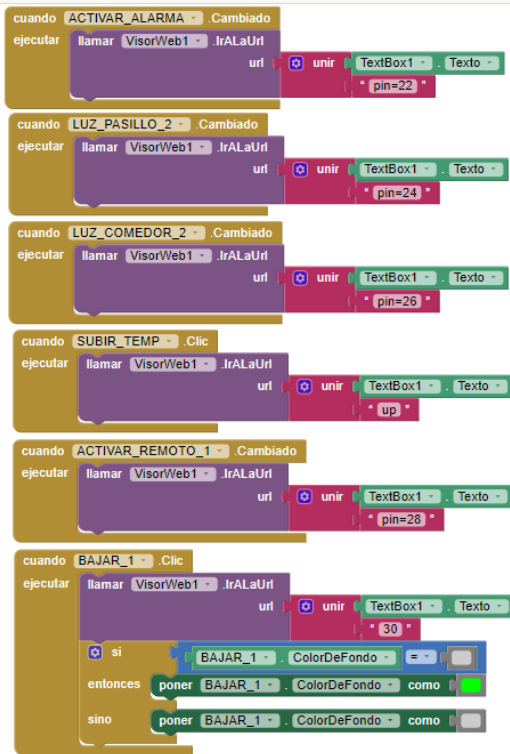 cuando ACTIVAR_ALARMA .Cambiado
ejecutar llamar VisorWeb1 .IrALaUrl
url unir TextBox1 . Texto
" pin=22 "
cuando LUZ_PASILLO_2 .Cambiado
ejecutar llamar VisorWeb1 .IrALaUrl
url unir TextBox1 . Texto
" pin=24 "
cuando LUZ_COMEDOR_2 .Cambiado
ejecutar llamar VisorWeb1 .IrALaUrl
url unir TextBox1 . Texto
" pin=26 "
cuando SUBIR_TEMP .Clic
ejecutar llamar VisorWeb1 .IrALaUrl
url unir TextBox1 . Texto
" up "
cuando ACTIVAR_REMOTO_1 .Cambiado
ejecutar llamar VisorWeb1 .IrALaUrl
url unir TextBox1 . Texto
" pin=28 "
cuando BAJAR_1 .Clic
ejecutar llamar VisorWeb1 .IrALaUrl
url unir TextBox1 . Texto
" 30 "
si BAJAR_1 . ColorDeFondo =
entonces poner BAJAR_1 . ColorDeFondo como
sino poner BAJAR_1 . ColorDeFondo como